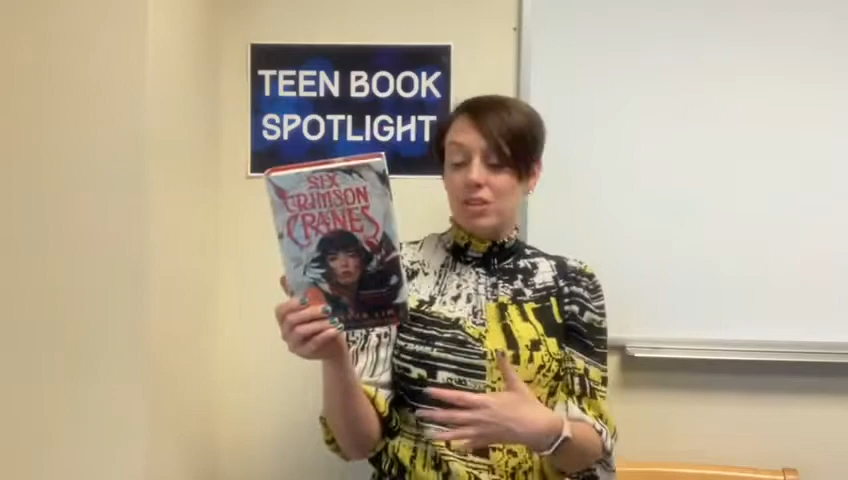 TEEN BOOK
SPOTLIGHT
SIX
CRIMSON
CRANES